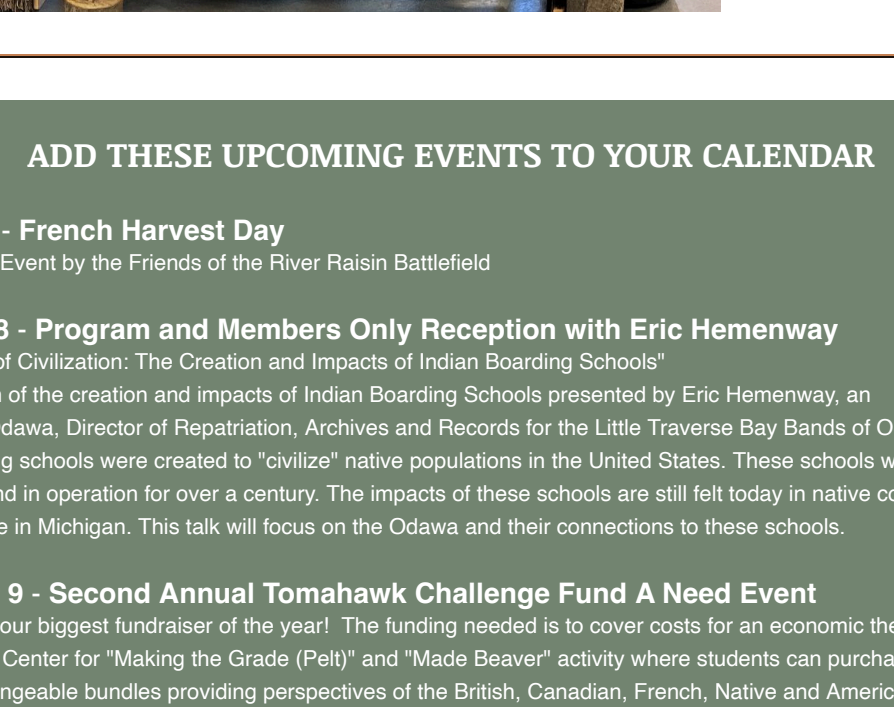 ADD THESE UPCOMING EVENTS TO YOUR CALENDAR
- French Harvest Day
Event by the Friends of the River Raisin Battlefield
8 - Program and Members Only Reception with Eric Hemenway
of Civilization: The Creation and Impacts of Indian Boarding Schools"
of the creation and impacts of Indian Boarding Schools presented by Eric Hemenway, an
dawa, Director of Repatriation, Archives and Records for the Little Traverse Bay Bands of O
g schools were created to "civilize" native populations in the United States. These schools w
nd in operation for over a century. The impacts of these schools are still felt today in native co
e in Michigan. This talk will focus on the Odawa and their connections to these schools.
9 - Second Annual Tomahawk Challenge Fund A Need Event
our biggest fundraiser of the year! The funding needed is to cover costs for an economic the
Center for "Making the Grade (Pelt)" and "Made Beaver" activity where students can purcha
ngeable bundles providing perspectives of the British, Canadian, French, Native and Americ